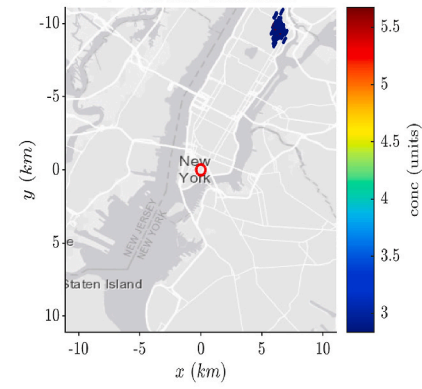 -10
-5
0
5
10
y (km)
-10
-5
0
5
10
x (km)
New
York
NEW JERSEY
NEW YORK
e
Staten Island
5.5
5
4.5
4
3.5
3
conc (units)